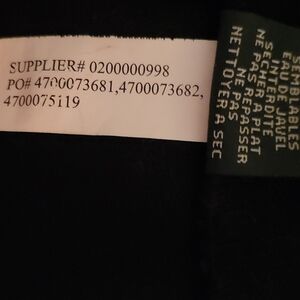 SUPPLIER# 0200000998
PO# 4700073681,4700073682,
4700075119
SEMBLABLES
EAU DE JAVEL
INTERDITE
SECHER A PLAT
NE PAS REPASSER
NE PAS
NETTOYER A SEC